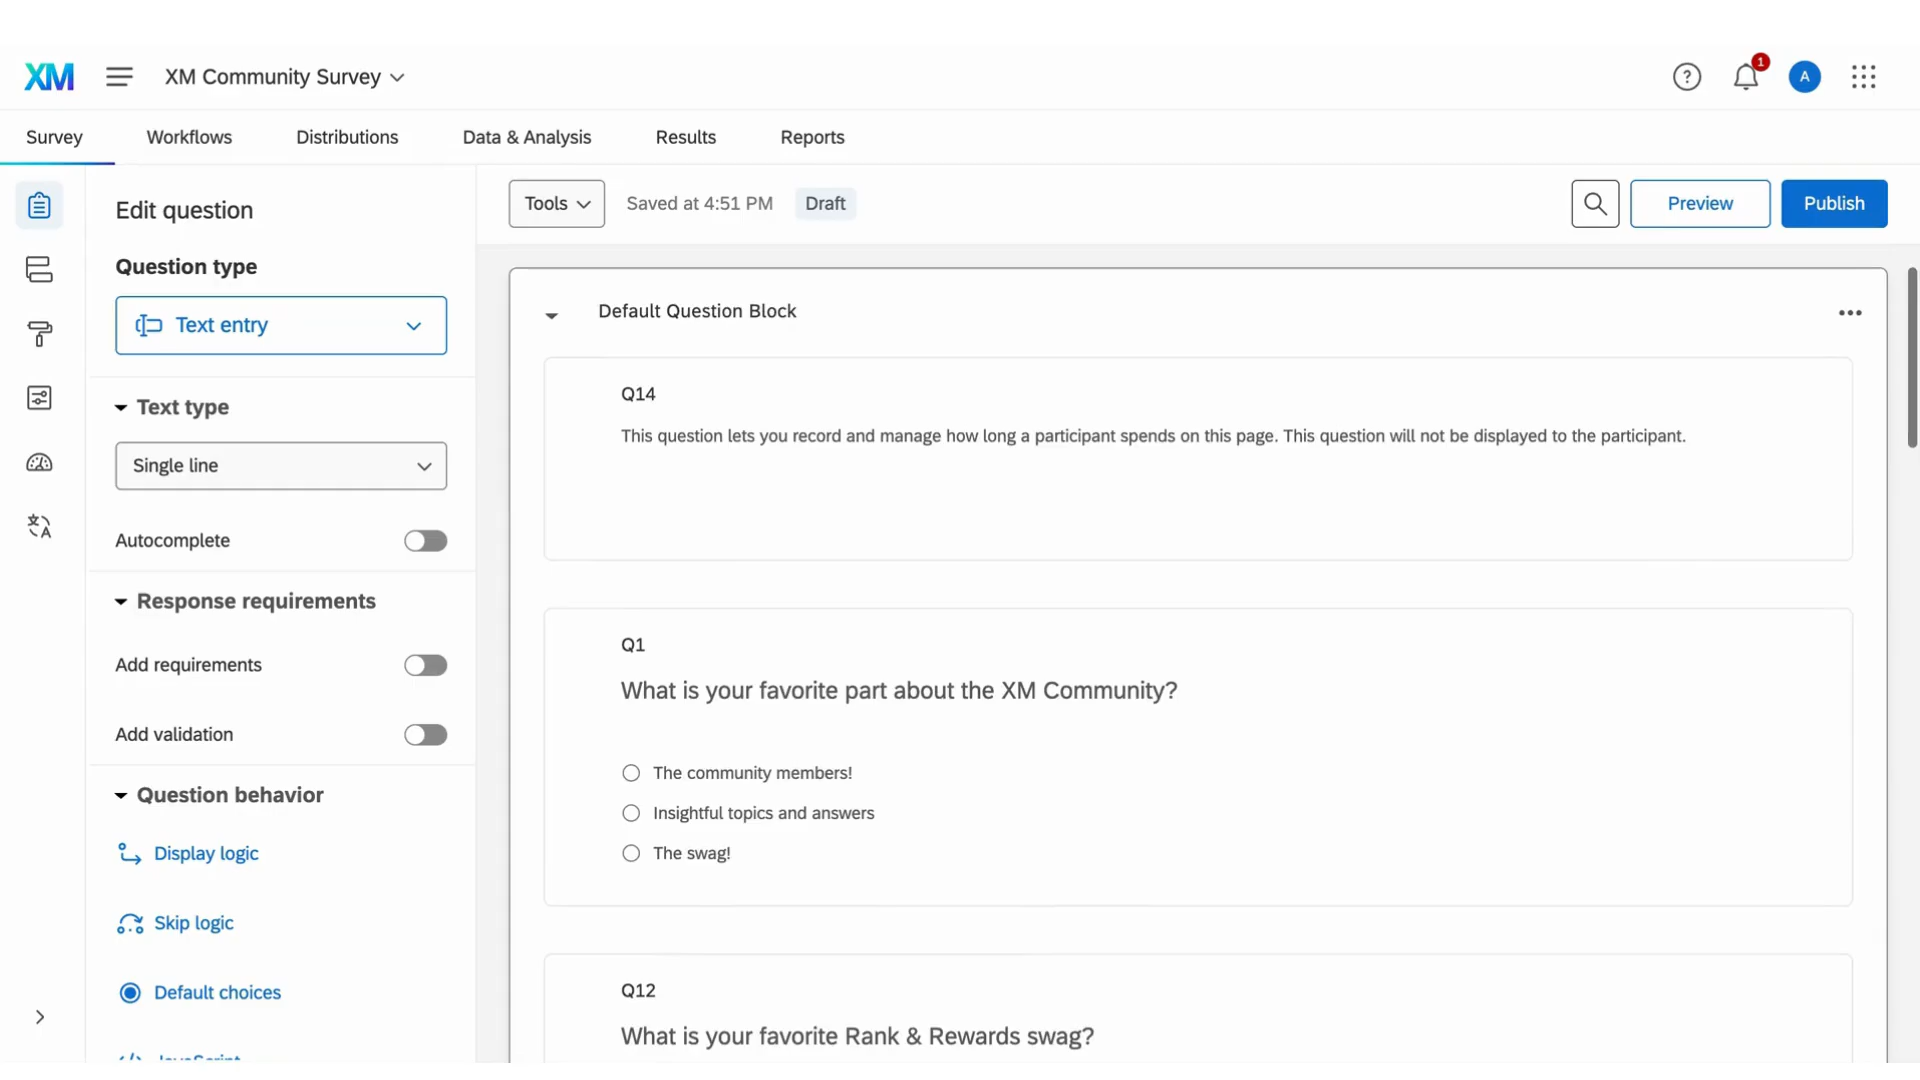 XM
XM Community Survey
1
A
Survey
Workflows
Distributions
Data & Analysis
Results
Reports
Edit question
Question type
Text entry
Text type
Single line
Autocomplete
Response requirements
Add requirements
Add validation
Question behavior
Display logic
Skip logic
Default choices
JavaScript
Tools
Saved at 4:51 PM
Draft
Preview
Publish
Default Question Block
Q14
This question lets you record and manage how long a participant spends on this page. This question will not be displayed to the participant.
Q1
What is your favorite part about the XM Community?
The community members!
Insightful topics and answers
The swag!
Q12
What is your favorite Rank & Rewards swag?